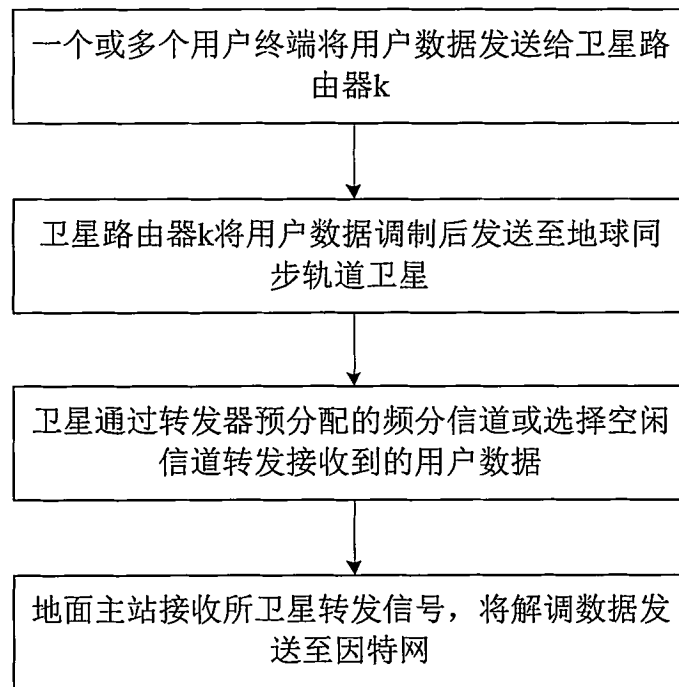 一个或多个用户终端将用户数据发送给卫星路
由器k
卫星路由器k将用户数据调制后发送至地球同
步轨道卫星
卫星通过转发器预分配的频分信道或选择空闲
信道转发接收到的用户数据
地面主站接收所卫星转发信号，将解调数据发
送至因特网